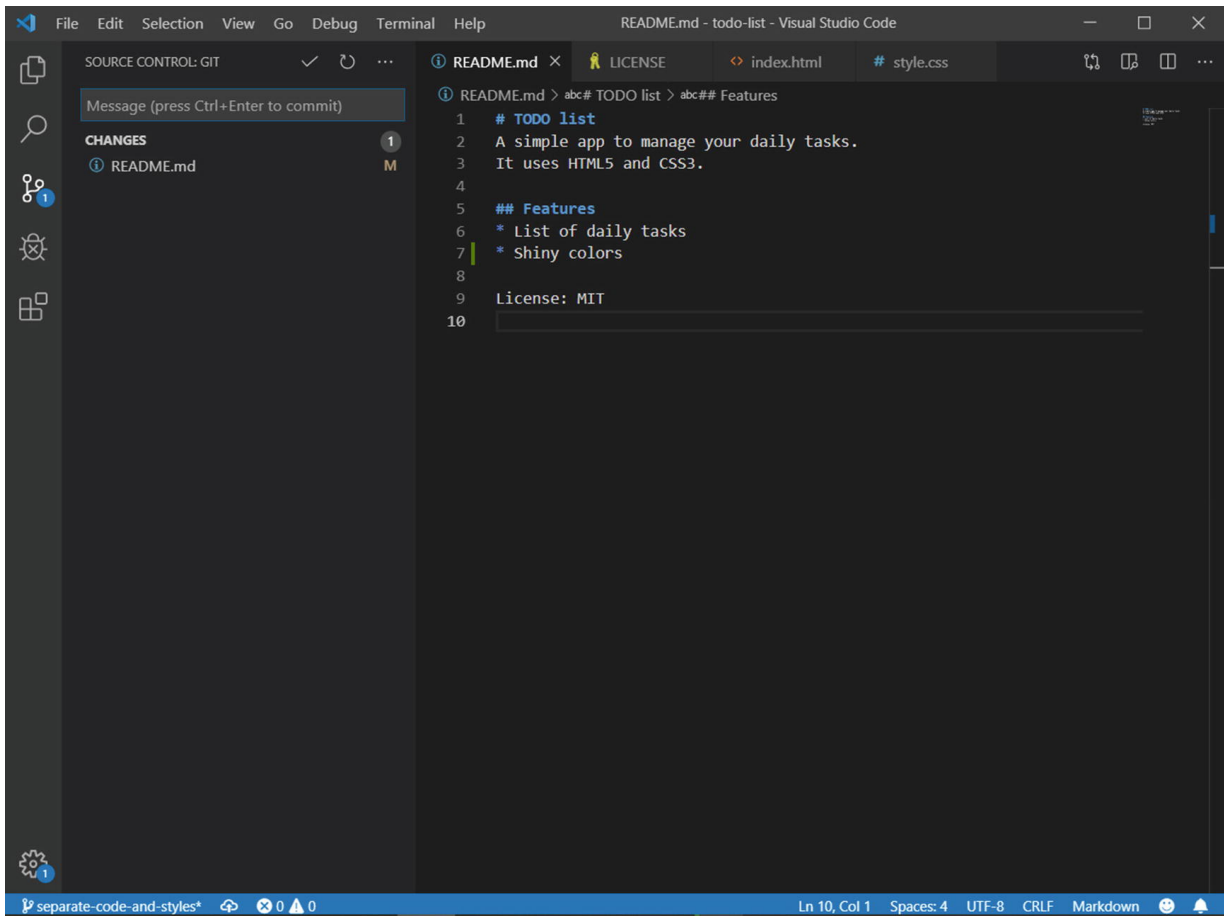 File Edit Selection View Go Debug Terminal Help README.md - todo-list - Visual Studio Code
SOURCE CONTROL: GIT
Message (press Ctrl+Enter to commit)
CHANGES 1
README.md M
1
1
README.md LICENSE index.html # style.css
README.md > abc# TODO list > abc## Features
1 # TODO list
2 A simple app to manage your daily tasks.
3 It uses HTML5 and CSS3.
4
5 ## Features
6 * List of daily tasks
7 * Shiny colors
8
9 License: MIT
10
separate-code-and-styles* 0 0 Ln 10, Col 1 Spaces: 4 UTF-8 CRLF Markdown